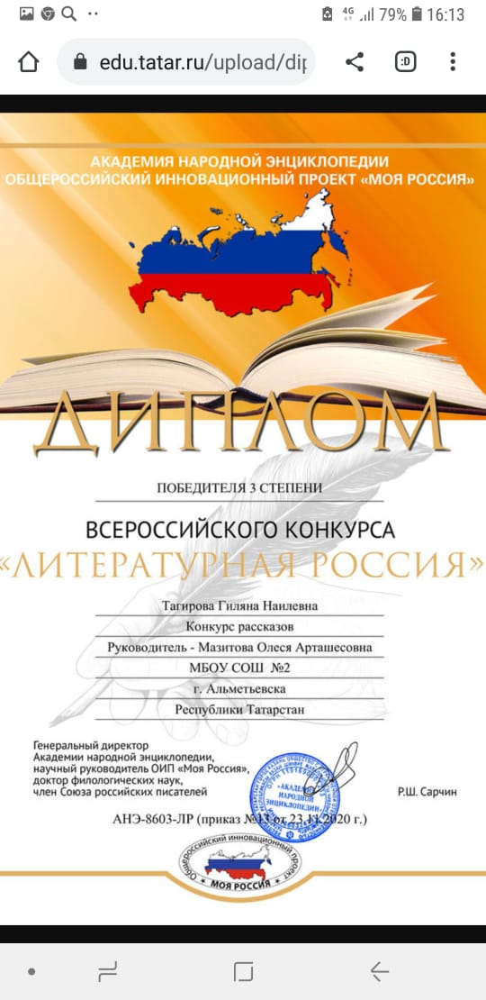 4G
79%
16:13
edu.tatar.ru/upload/dip
:D
АКАДЕМИЯ НАРОДНОЙ ЭНЦИКЛОПЕДИИ
ОБЩЕРОССИЙСКИЙ ИННОВАЦИОННЫЙ ПРОЕКТ «МОЯ РОССИЯ»
ДИПЛОМ
ПОБЕДИТЕЛЯ 3 СТЕПЕНИ
ВСЕРОССИЙСКОГО КОНКУРСА
«ЛИТЕРАТУРНАЯ РОССИЯ»
Тагирова Гиляна Наилевна
Конкурс рассказов
Руководитель - Мазитова Олеся Арташесовна
МБОУ СОШ №2
г. Альметьевска
Республики Татарстан
Генеральный директор
Академии народной энциклопедии,
научный руководитель ОИП «Моя Россия»,
доктор филологических наук,
член Союза российских писателей
Р.Ш. Сарчин
«АКАДЕМИЯ
НАРОДНОЙ
ЭНЦИКЛОПЕДИИ»
АНЭ-8603-ЛР (приказ №13 от 23.11.2020 г.)
Общероссийский инновационный проект
МОЯ РОССИЯ